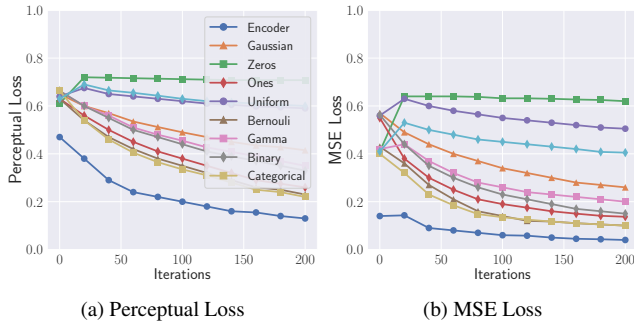 1.0
0.8
0.6
0.4
0.2
0.0
Perceptual Loss
0 50 100 150 200
Iterations
Encoder
Gaussian
Zeros
Ones
Uniform
Bernouli
Gamma
Binary
Categorical
(a) Perceptual Loss
1.0
0.8
0.6
0.4
0.2
0.0
MSE Loss
0 50 100 150 200
Iterations
(b) MSE Loss